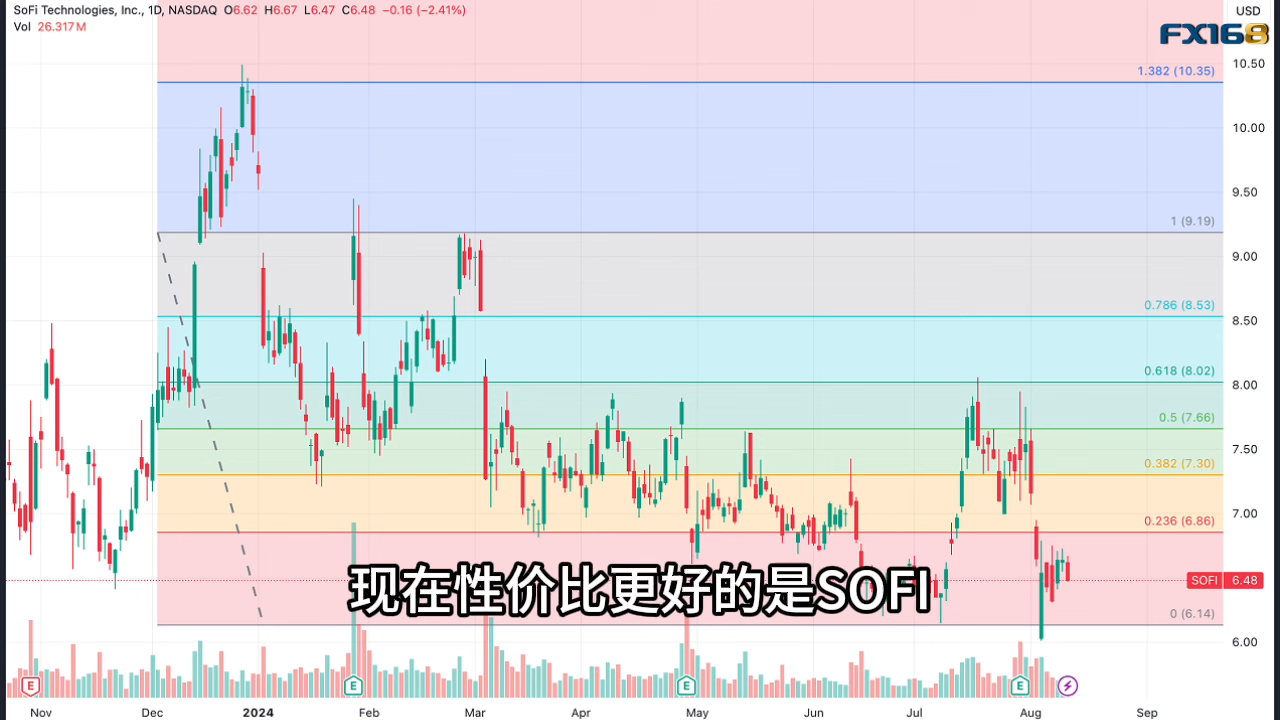 SoFi Technologies, Inc., 1D, NASDAQ O6.62 H6.67 L6.47 C6.48 −0.16 (−2.41%)
Vol 26.317M
USD
FX168
1.382 (10.35)
1 (9.19)
0.786 (8.53)
0.618 (8.02)
0.5 (7.66)
0.382 (7.30)
0.236 (6.86)
0 (6.14)
10.50
10.00
9.50
9.00
8.50
8.00
7.50
7.00
SOFI 6.48
6.00
现在性价比更好的是SOFI
E E E E
Nov Dec 2024 Feb Mar Apr May Jun Jul Aug Sep